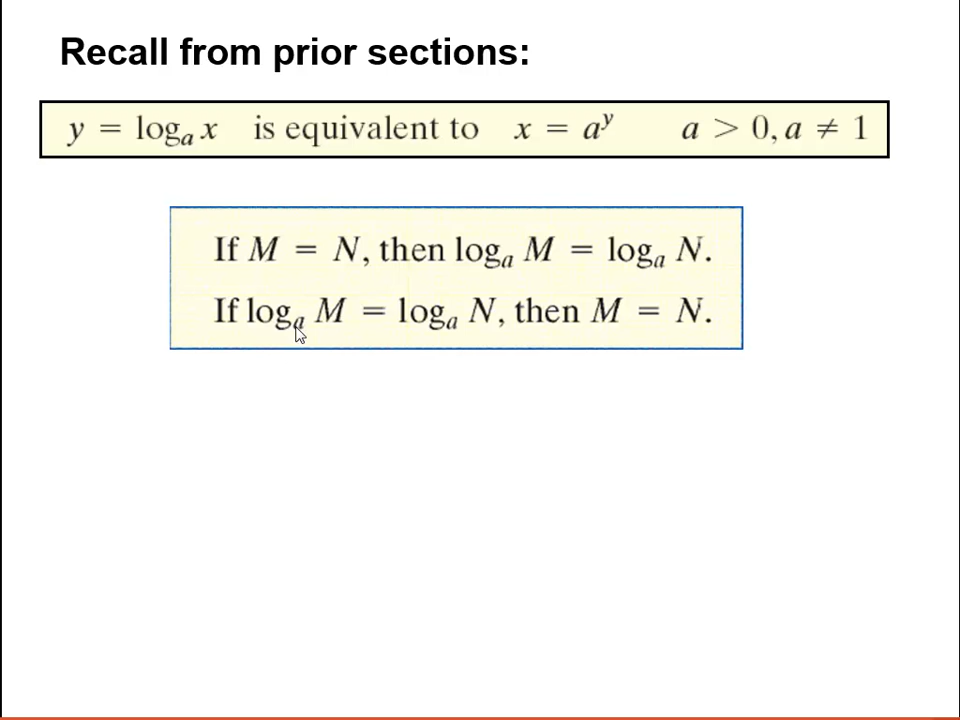 Recall from prior sections:
y = logₐ x is equivalent to x = aʸ a > 0, a ≠ 1
If M = N, then logₐ M = logₐ N.
If logₐ M = logₐ N, then M = N.